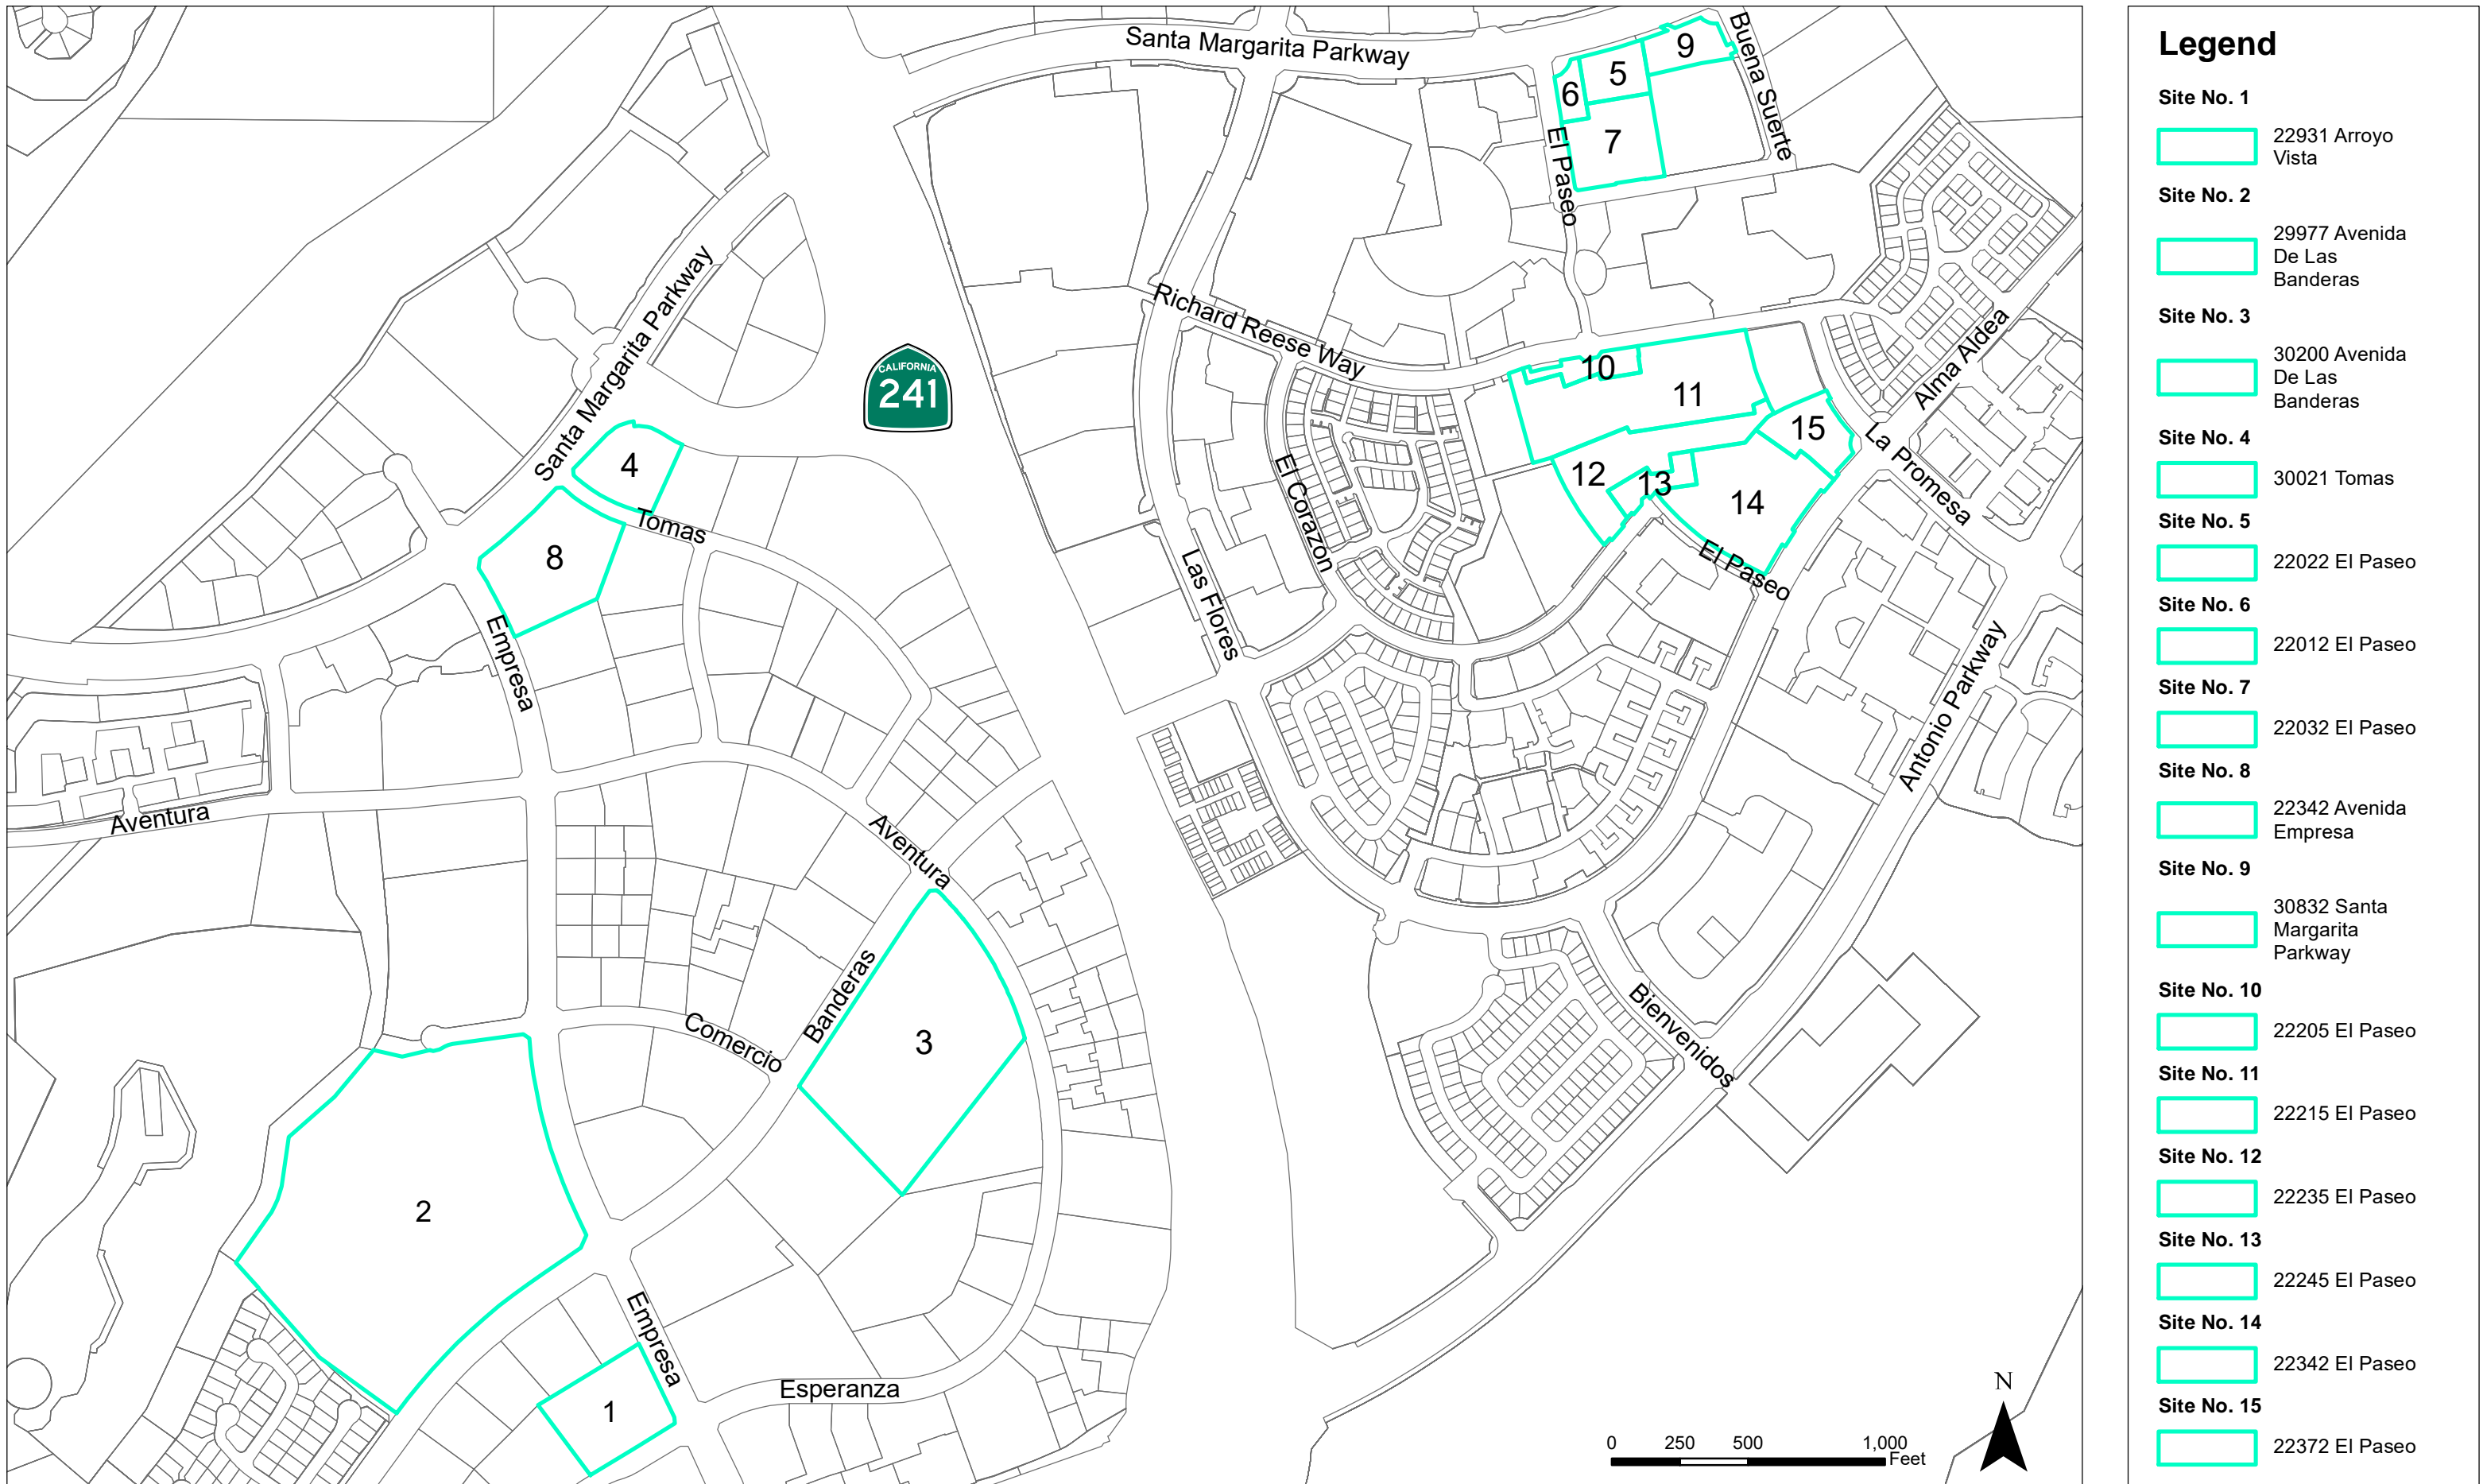 Santa Margarita Parkway
Buena Suerte
9
5
6
7
El Paseo
Santa Margarita Parkway
CALIFORNIA
241
Richard Reese Way
10
11
Alma Aldea
15
La Promesa
12
13
14
El Paseo
El Corazon
Las Flores
4
Tomas
8
Empresa
Antonio Parkway
Aventura
Aventura
Banderas
Comercio
3
Bienvenidos
2
Empresa
1
Esperanza
0 250 500 1,000
Feet
N
Legend
Site No. 1
22931 Arroyo
Vista
Site No. 2
29977 Avenida
De Las
Banderas
Site No. 3
30200 Avenida
De Las
Banderas
Site No. 4
30021 Tomas
Site No. 5
22022 El Paseo
Site No. 6
22012 El Paseo
Site No. 7
22032 El Paseo
Site No. 8
22342 Avenida
Empresa
Site No. 9
30832 Santa
Margarita
Parkway
Site No. 10
22205 El Paseo
Site No. 11
22215 El Paseo
Site No. 12
22235 El Paseo
Site No. 13
22245 El Paseo
Site No. 14
22342 El Paseo
Site No. 15
22372 El Paseo